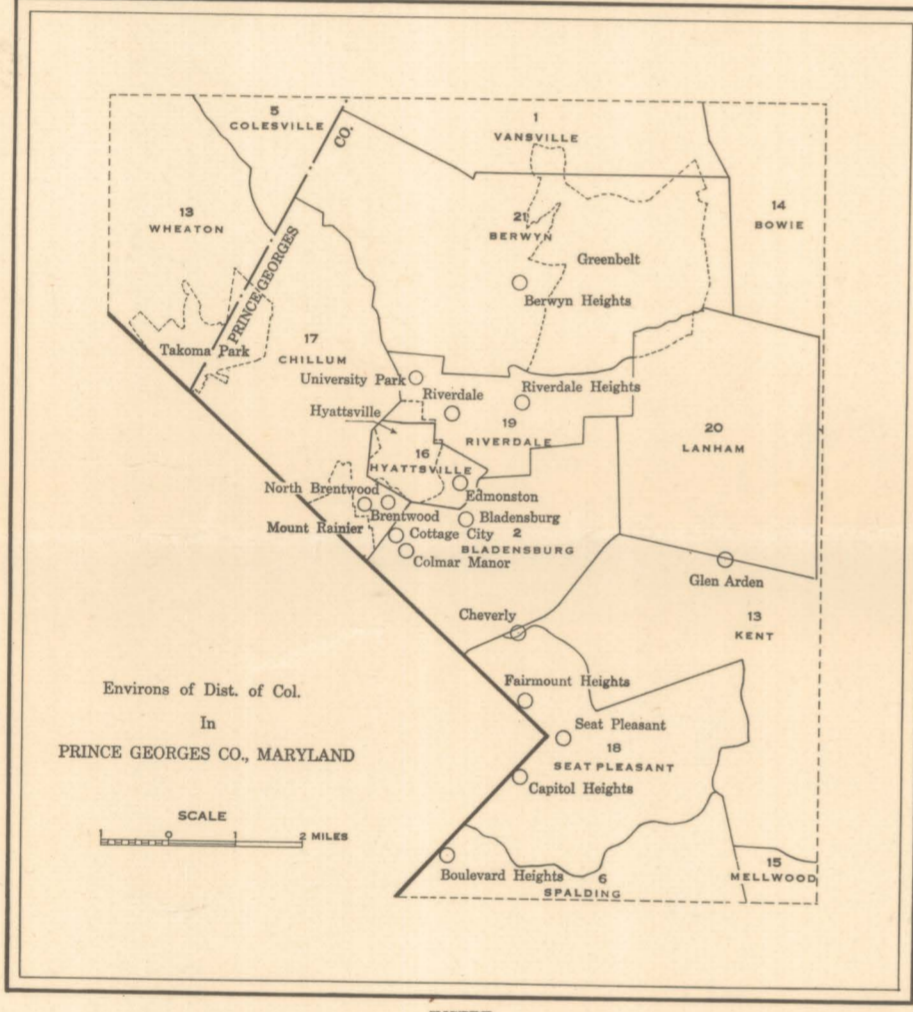 5
COLESVILLE
CO.
1
VANSVILLE
13
WHEATON
14
BOWIE
21
BERWYN
PRINCE GEORGES
Greenbelt
Berwyn Heights
17
CHILLUM
Takoma Park
University Park
Riverdale
Riverdale Heights
Hyattsville
19
RIVERDALE
20
LANHAM
16
HYATTSVILLE
North Brentwood
Edmonston
Brentwood
Bladensburg
Mount Rainier
Cottage City
2
BLADENSBURG
Colmar Manor
Glen Arden
Cheverly
13
KENT
Fairmount Heights
Environs of Dist. of Col.
In
PRINCE GEORGES CO., MARYLAND
Seat Pleasant
18
SEAT PLEASANT
Capitol Heights
SCALE
1 0 1 2 MILES
Boulevard Heights
6
SPALDING
15
MELLWOOD